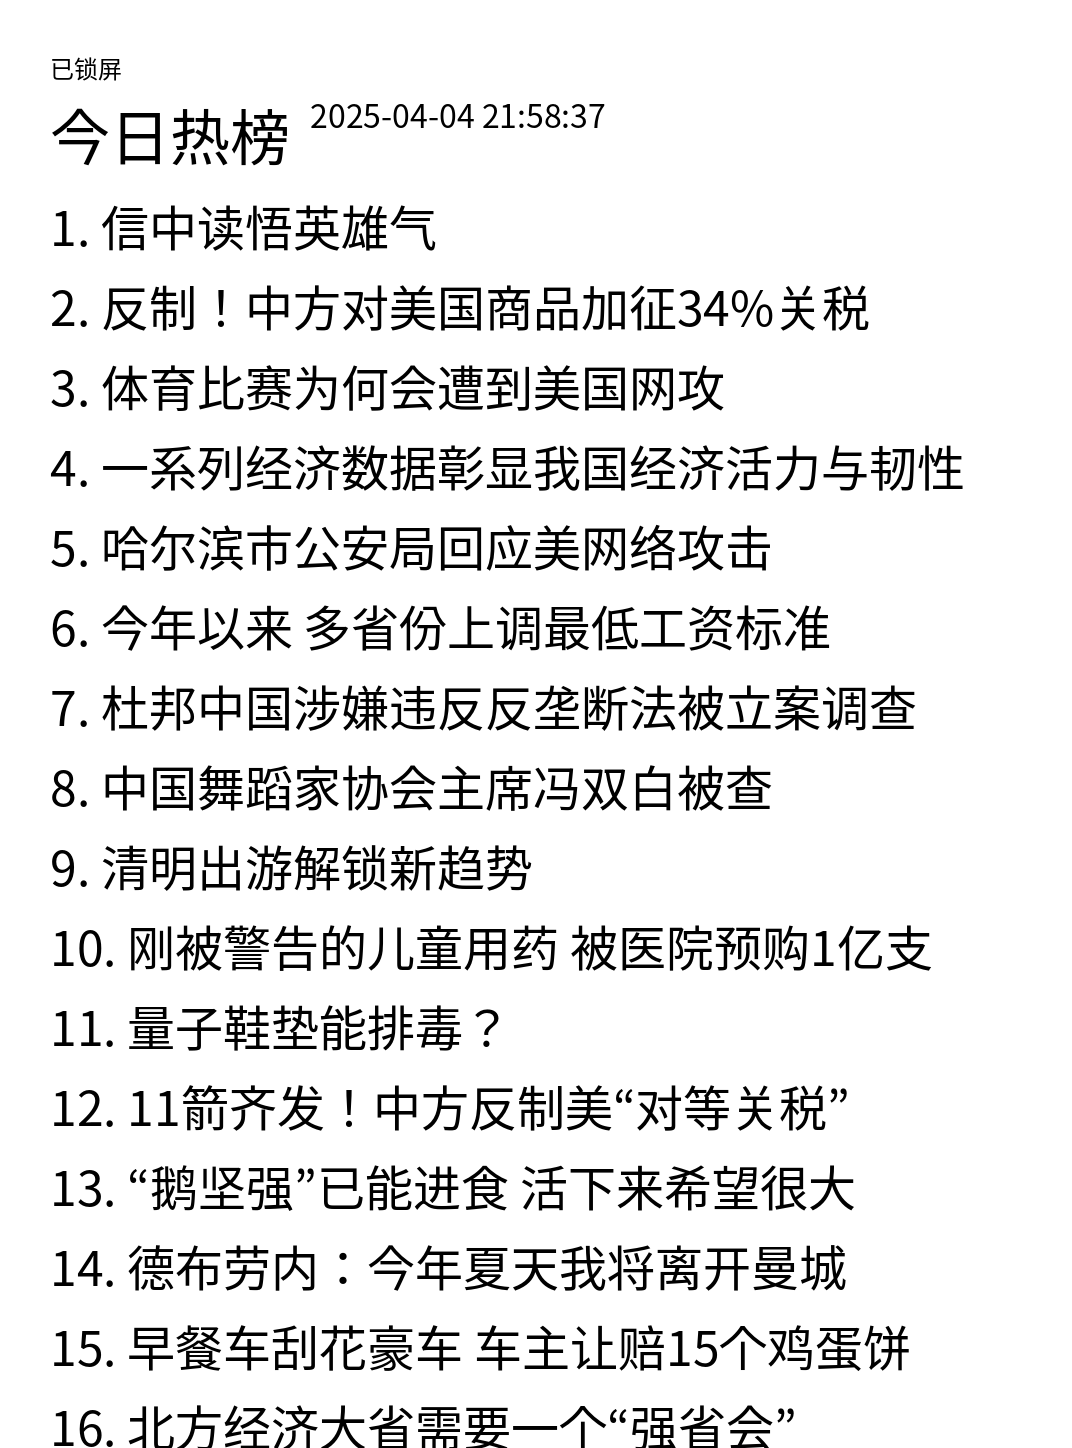 已锁屏
今日热榜 2025-04-04 21:58:37
1. 信中读悟英雄气
2. 反制！中方对美国商品加征34%关税
3. 体育比赛为何会遭到美国网攻
4. 一系列经济数据彰显我国经济活力与韧性
5. 哈尔滨市公安局回应美网络攻击
6. 今年以来 多省份上调最低工资标准
7. 杜邦中国涉嫌违反反垄断法被立案调查
8. 中国舞蹈家协会主席冯双白被查
9. 清明出游解锁新趋势
10. 刚被警告的儿童用药 被医院预购1亿支
11. 量子鞋垫能排毒？
12. 11箭齐发！中方反制美“对等关税”
13. “鹅坚强”已能进食 活下来希望很大
14. 德布劳内：今年夏天我将离开曼城
15. 早餐车刮花豪车 车主让赔15个鸡蛋饼
16. 北方经济大省需要一个“强省会”